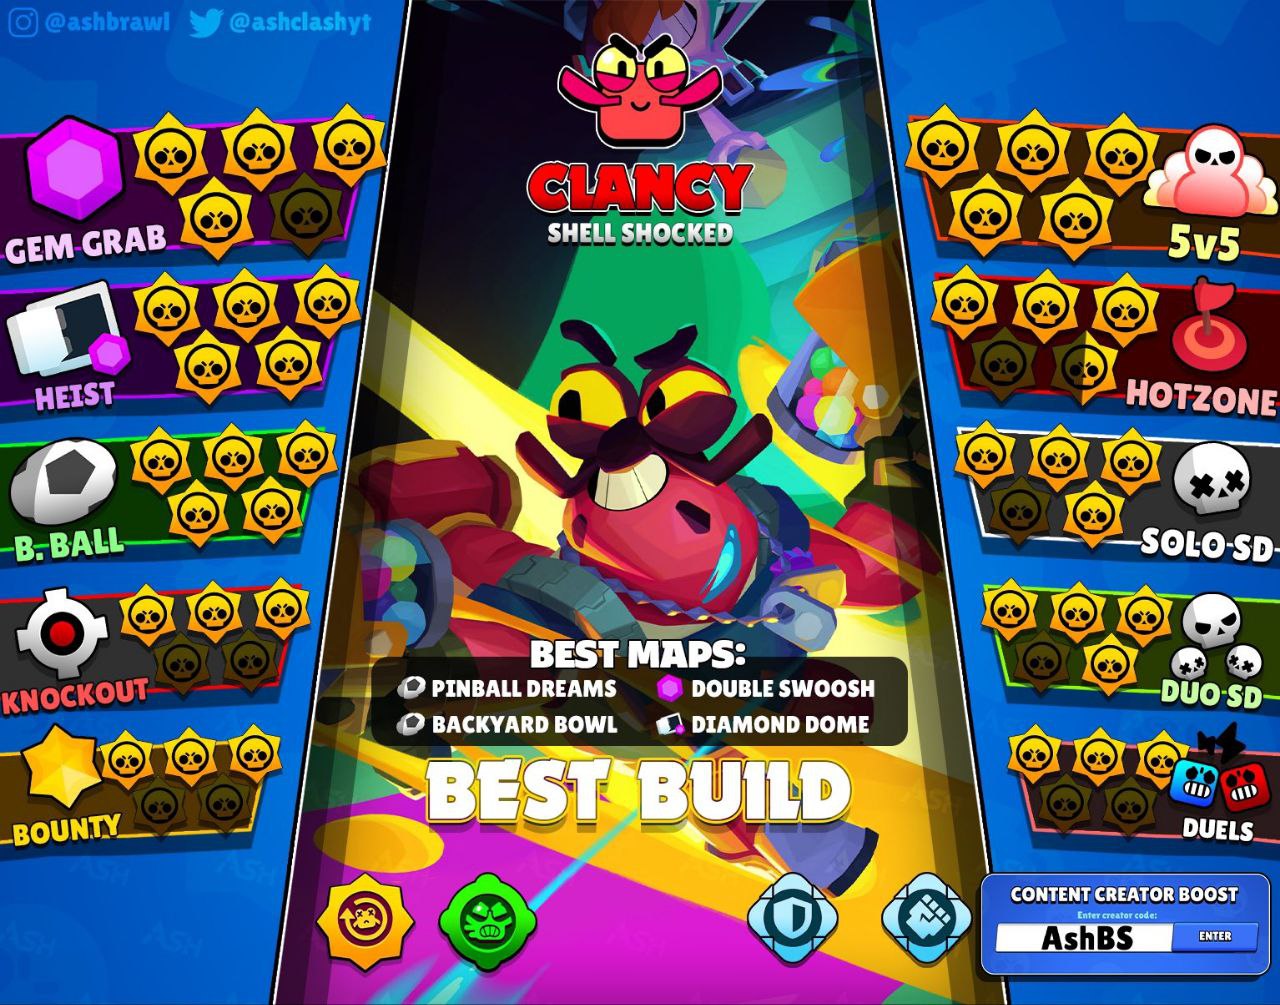 @ashbrawl @ashclashyt
CLANCY
SHELL SHOCKED
GEM GRAB
HEIST
B. BALL
KNOCKOUT
BOUNTY
5v5
HOTZONE
SOLO SD
DUO SD
DUELS
BEST MAPS:
PINBALL DREAMS
DOUBLE SWOOSH
BACKYARD BOWL
DIAMOND DOME
BEST BUILD
CONTENT CREATOR BOOST
Enter creator code:
AshBS
ENTER
ASH